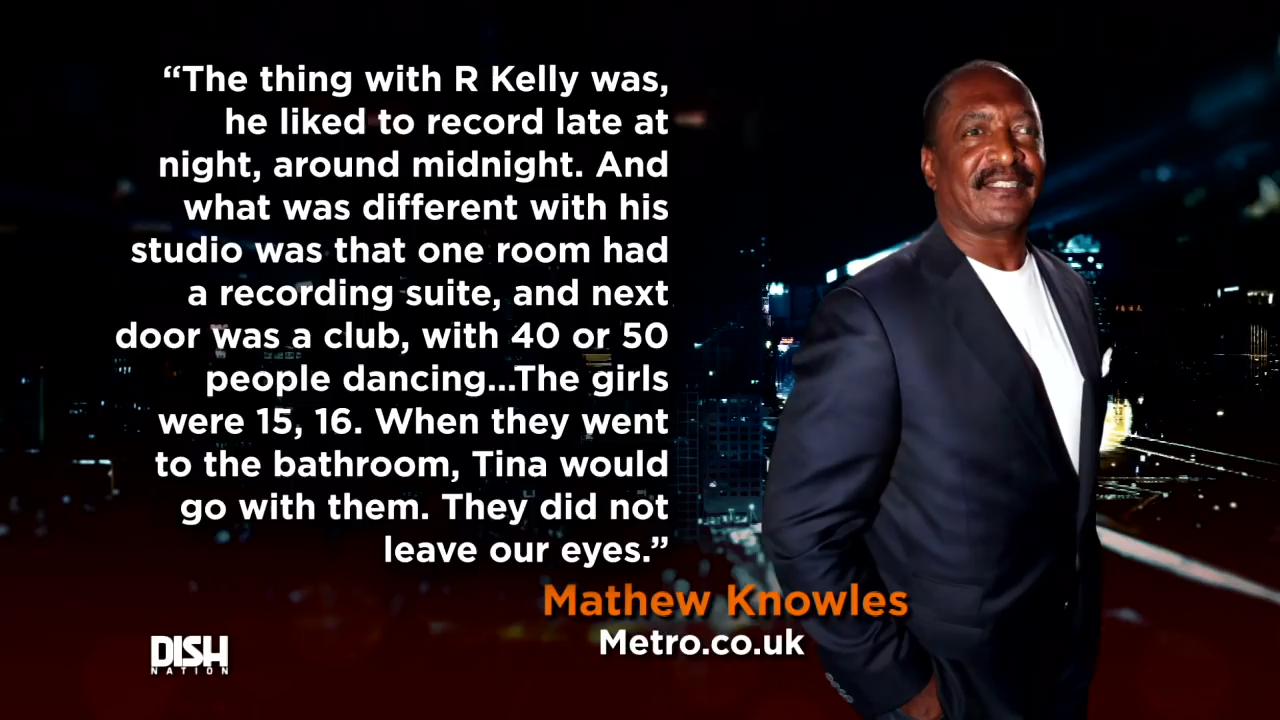 “The thing with R Kelly was,
he liked to record late at
night, around midnight. And
what was different with his
studio was that one room had
a recording suite, and next
door was a club, with 40 or 50
people dancing...The girls
were 15, 16. When they went
to the bathroom, Tina would
go with them. They did not
leave our eyes.”
Mathew Knowles
Metro.co.uk
DISH
NATION